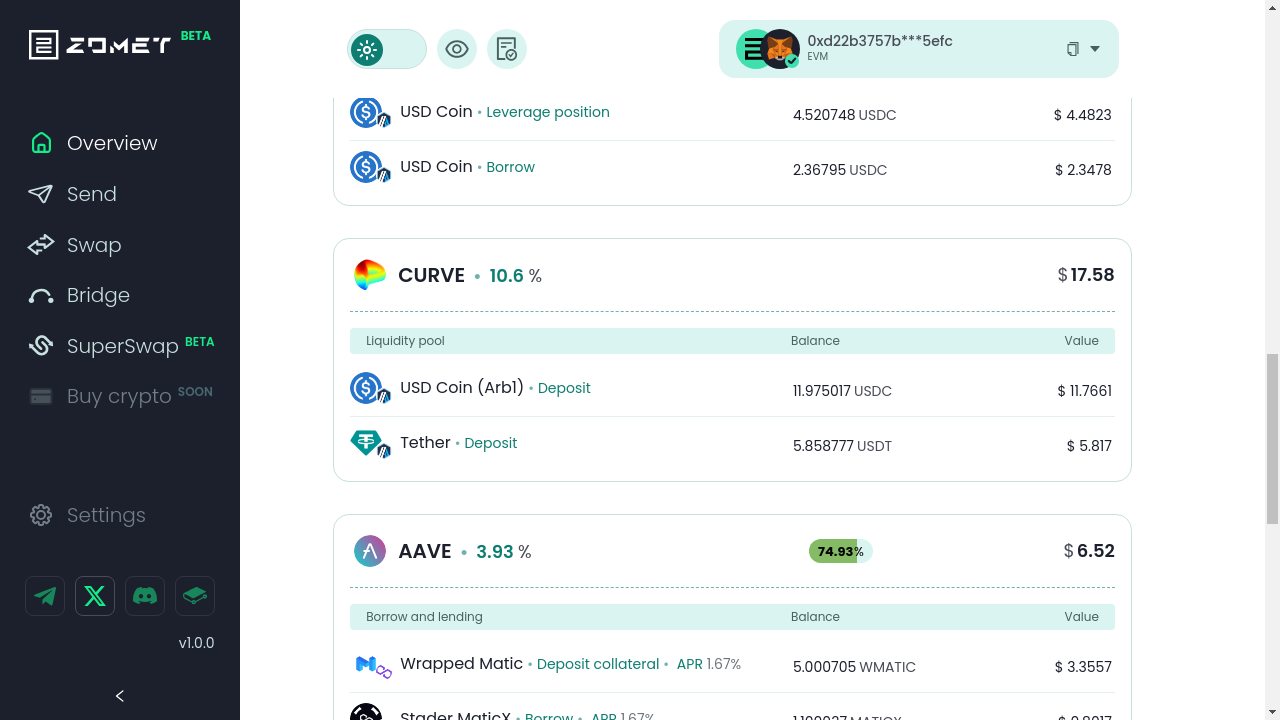 ZOMET BETA
Overview
Send
Swap
Bridge
SuperSwap BETA
Buy crypto SOON
Settings
v1.0.0
0xd22b3757b***5efc
EVM
USD Coin • Leverage position 4.520748 USDC $ 4.4823
USD Coin • Borrow 2.36795 USDC $ 2.3478
CURVE • 10.6 % $ 17.58
Liquidity pool Balance Value
USD Coin (Arb1) • Deposit 11.975017 USDC $ 11.7661
Tether • Deposit 5.858777 USDT $ 5.817
AAVE • 3.93 % 74.93% $ 6.52
Borrow and lending Balance Value
Wrapped Matic • Deposit collateral • APR 1.67% 5.000705 WMATIC $ 3.3557
Stader MaticX • Borrow • APR 1.67%